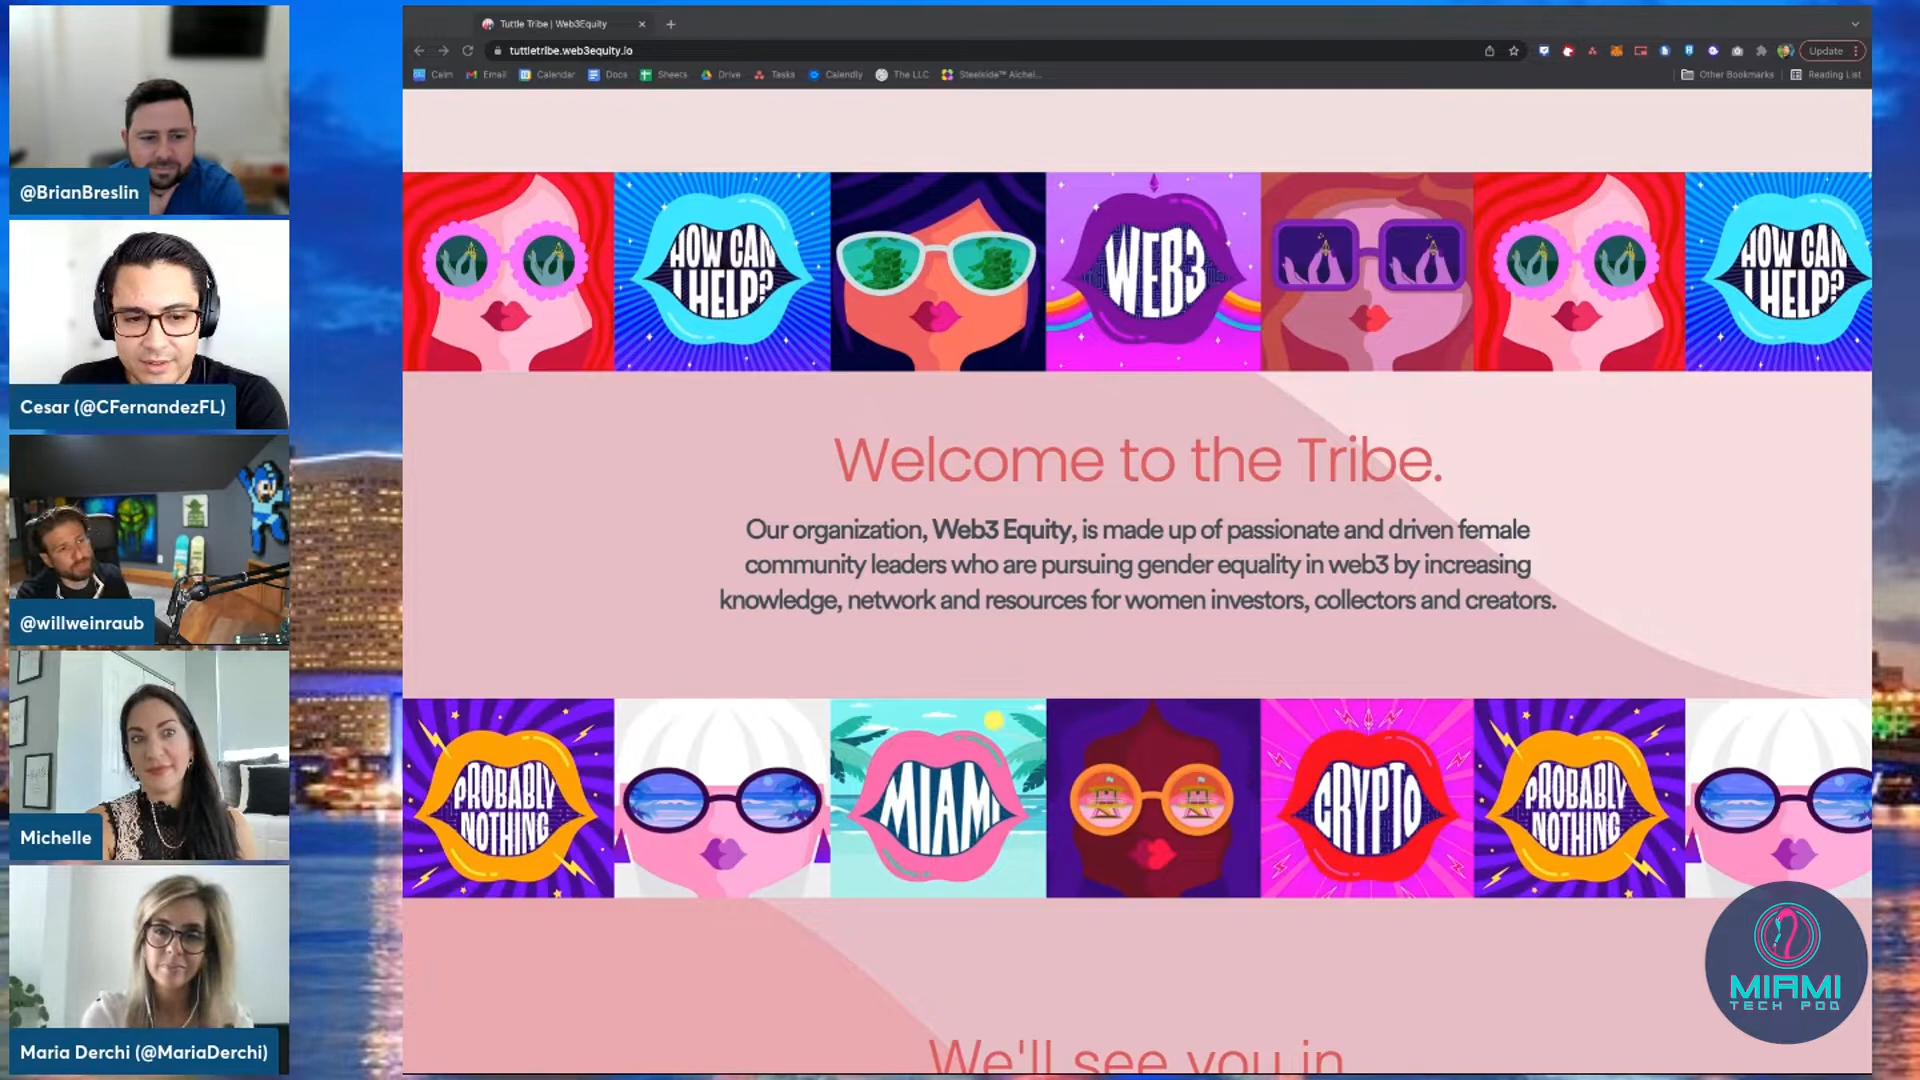 @BrianBreslin
Cesar (@CFernandezFL)
@willweinraub
Michelle
Maria Derchi (@MariaDerchi)
Tuttle Tribe | Web3Equity
tuttletribe.web3equity.io
Update
Calm Email Calendar Docs Sheets Drive Tasks Calendly The LLC Steelside™ Alchei...
Other Bookmarks Reading List
HOW CAN
I HELP?
WEB3
HOW CAN
I HELP?
Welcome to the Tribe.
Our organization, Web3 Equity, is made up of passionate and driven female
community leaders who are pursuing gender equality in web3 by increasing
knowledge, network and resources for women investors, collectors and creators.
PROBABLY
NOTHING
MIAMI
CRYPTO
PROBABLY
NOTHING
We'll see you in
MIAMI
TECH POD